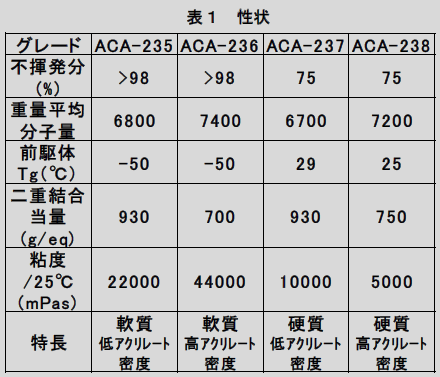 表1 性状
グレード ACA-235 ACA-236 ACA-237 ACA-238
不揮発分
(%) >98 >98 75 75
重量平均
分子量 6800 7400 6700 7200
前駆体
Tg(℃) -50 -50 29 25
二重結合
当量
(g/eq) 930 700 930 750
粘度
/25℃
(mPas) 22000 44000 10000 5000
特長 軟質 軟質 硬質 硬質
低アクリレート 高アクリレート 低アクリレート 高アクリレート
密度 密度 密度 密度